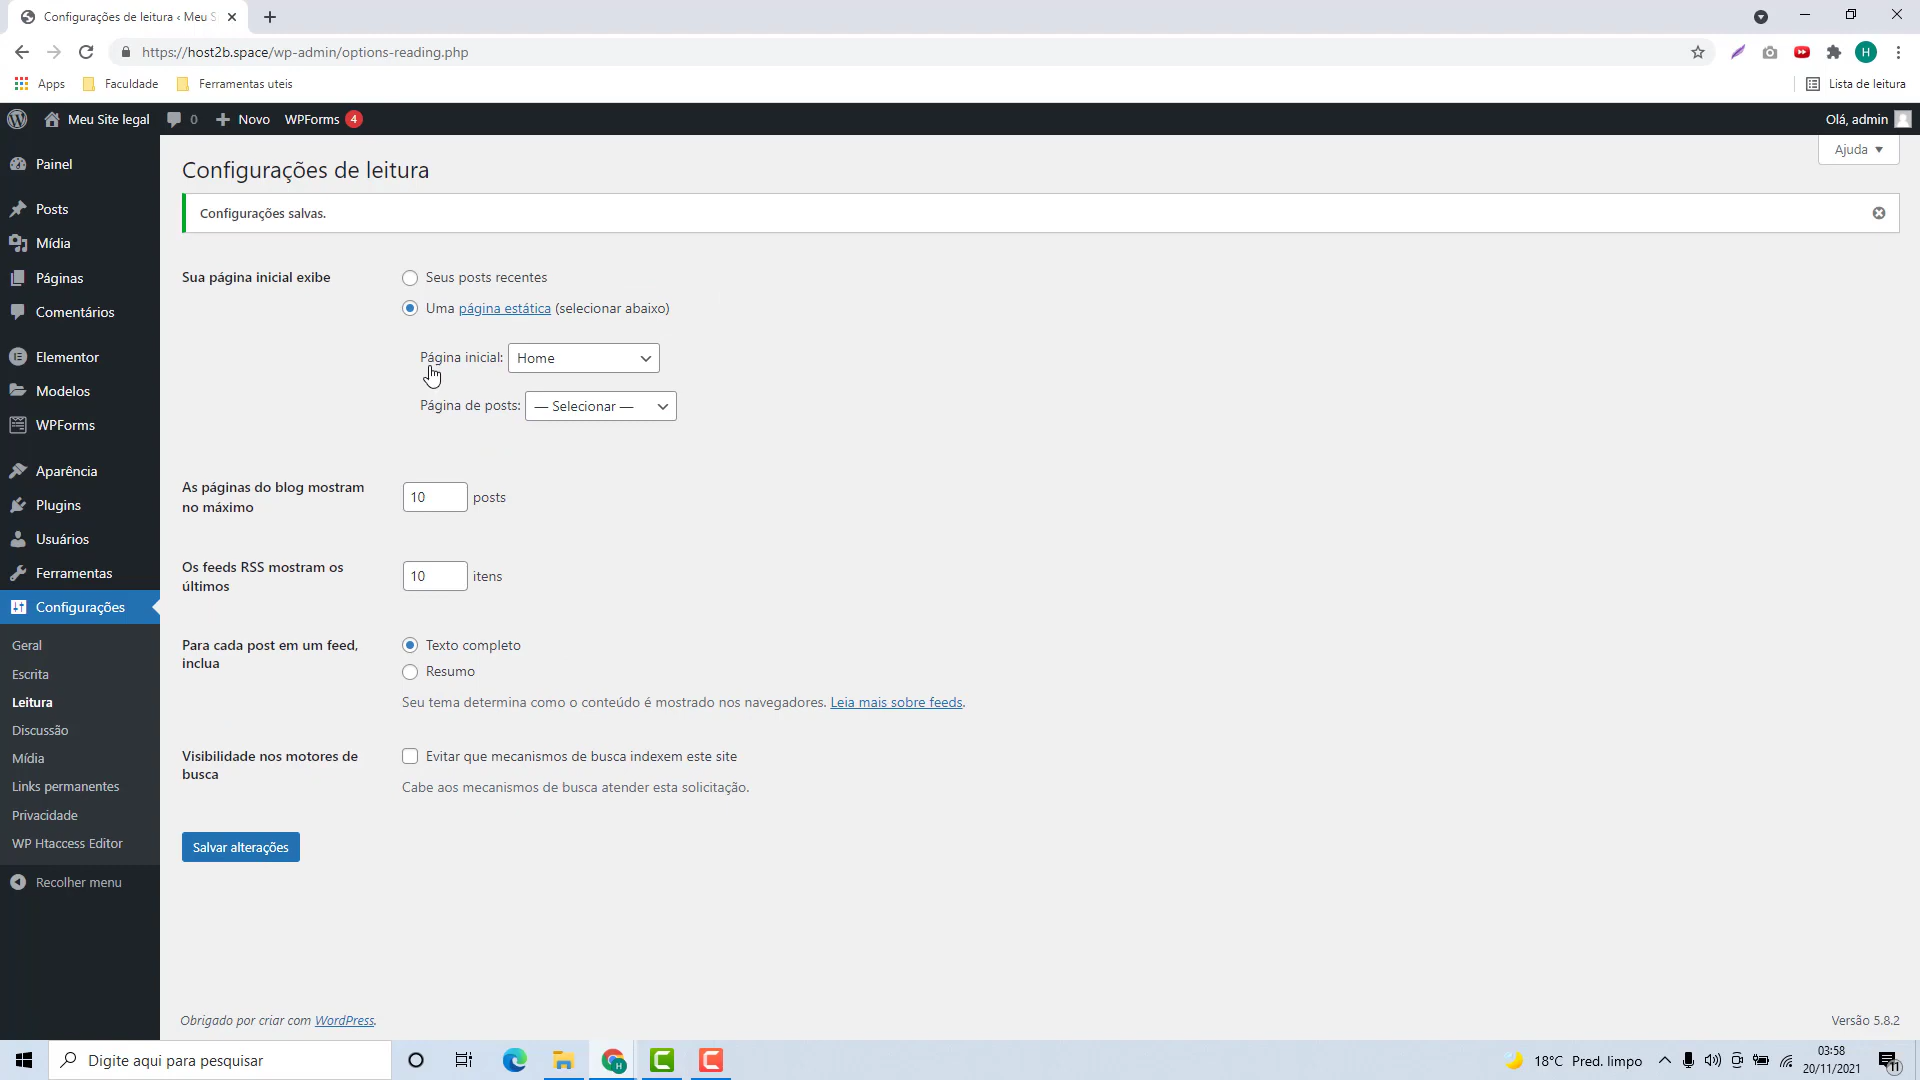 Configurações de leitura ‹ Meu S
https://host2b.space/wp-admin/options-reading.php
H
Apps
Faculdade
Ferramentas uteis
Lista de leitura
Meu Site legal
0
Novo
WPForms 4
Olá, admin
Ajuda
Painel
Posts
Mídia
Páginas
Comentários
Elementor
Modelos
WPForms
Aparência
Plugins
Usuários
Ferramentas
Configurações
Geral
Escrita
Leitura
Discussão
Mídia
Links permanentes
Privacidade
WP Htaccess Editor
Recolher menu
Configurações de leitura
Configurações salvas.
Sua página inicial exibe
Seus posts recentes
Uma página estática (selecionar abaixo)
Página inicial: Home
Página de posts: — Selecionar —
As páginas do blog mostram
no máximo
10 posts
Os feeds RSS mostram os
últimos
10 itens
Para cada post em um feed,
inclua
Texto completo
Resumo
Seu tema determina como o conteúdo é mostrado nos navegadores. Leia mais sobre feeds.
Visibilidade nos motores de
busca
Evitar que mecanismos de busca indexem este site
Cabe aos mecanismos de busca atender esta solicitação.
Salvar alterações
Obrigado por criar com WordPress.
Versão 5.8.2
Digite aqui para pesquisar
18°C Pred. limpo
03:58
20/11/2021
11